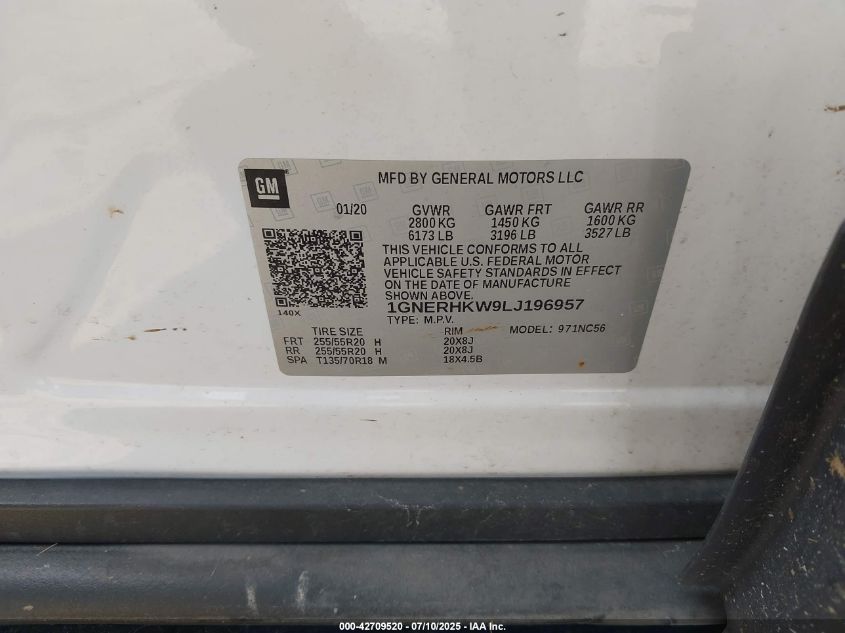 GM
MFD BY GENERAL MOTORS LLC
01/20 GVWR GAWR FRT GAWR RR
2800 KG 1450 KG 1600 KG
6173 LB 3196 LB 3527 LB
THIS VEHICLE CONFORMS TO ALL
APPLICABLE U.S. FEDERAL MOTOR
VEHICLE SAFETY STANDARDS IN EFFECT
ON THE DATE OF MANUFACTURE
SHOWN ABOVE.
140X
1GNERHKW9LJ196957
TYPE: M.P.V. MODEL: 971NC56
TIRE SIZE RIM
FRT 255/55R20 H 20X8J
RR 255/55R20 H 20X8J
SPA T135/70R18 M 18X4.5B
000-42709520 - 07/10/2025 - IAA Inc.